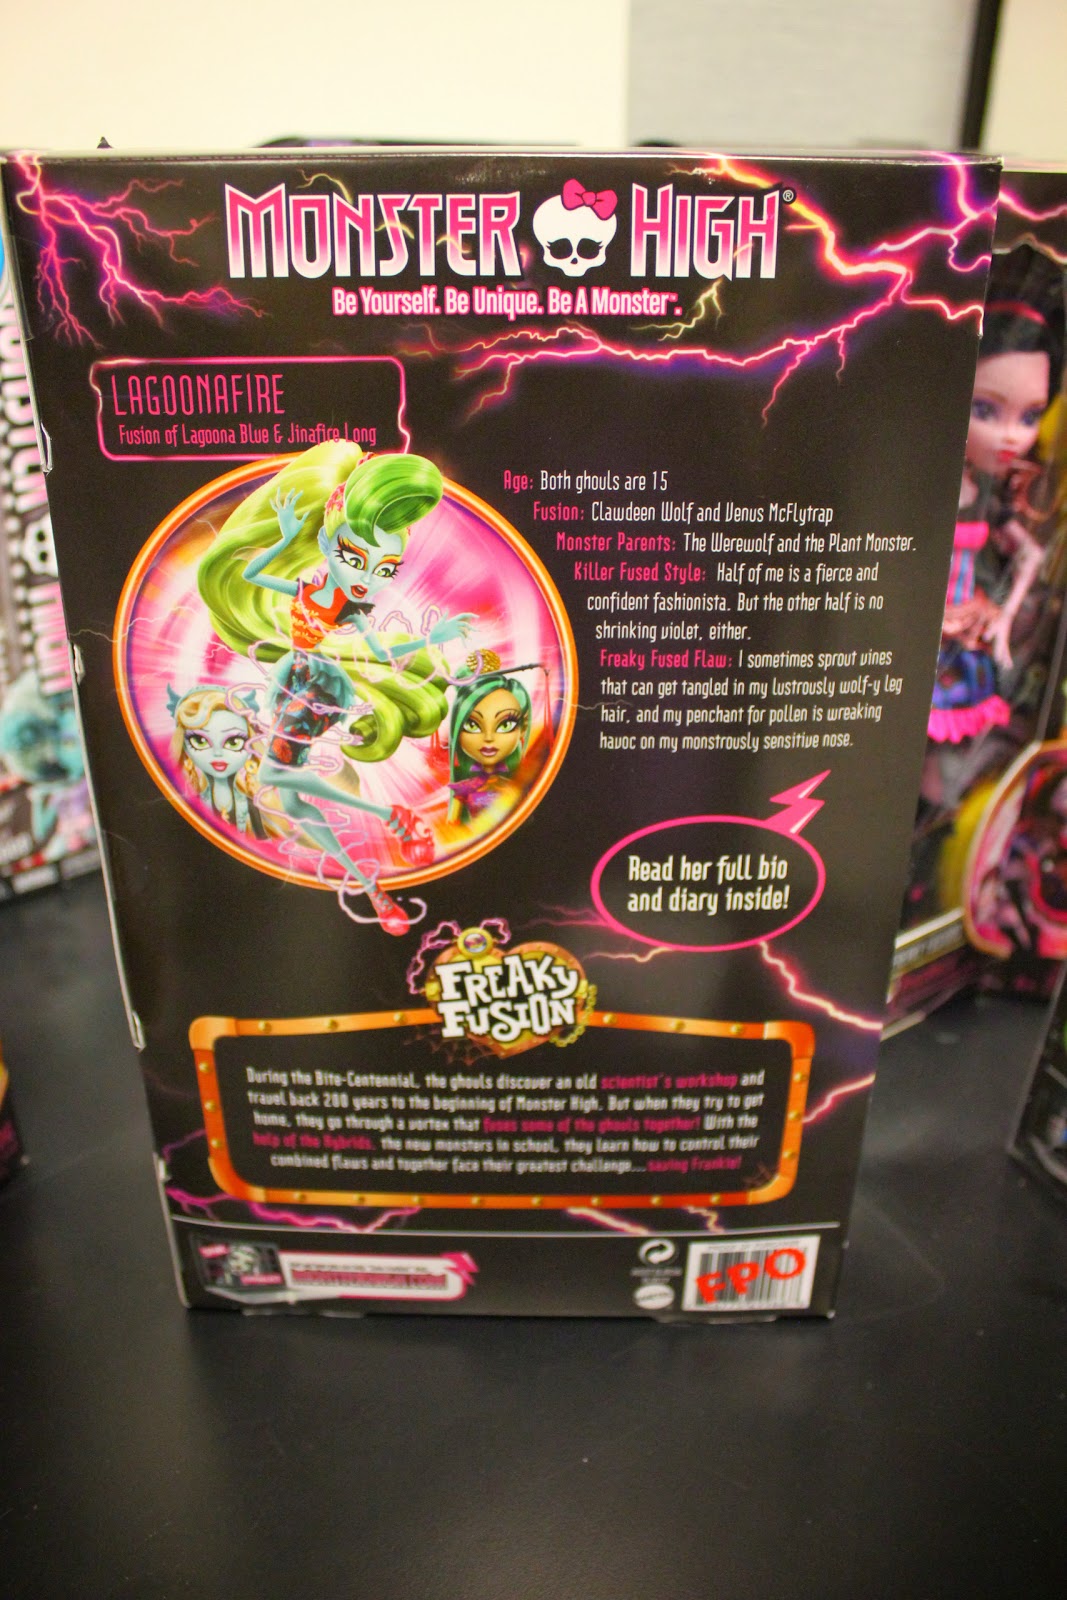 MONSTER HIGH®
Be Yourself. Be Unique. Be A Monster™.
LAGOONAFIRE
Fusion of Lagoona Blue & Jinafire Long
Age: Both ghouls are 15
Fusion: Clawdeen Wolf and Venus McFlytrap
Monster Parents: The Werewolf and the Plant Monster.
Killer Fused Style: Half of me is a fierce and
confident fashionista. But the other half is no
shrinking violet, either.
Freaky Fused Flaw: I sometimes sprout vines
that can get tangled in my lustrously wolf-y leg
hair, and my penchant for pollen is wreaking
havoc on my monstrously sensitive nose.
Read her full bio
and diary inside!
FREAKY
FUSION
During the Bite-Centennial, the ghouls discover an old scientist's workshop and
travel back 200 years to the beginning of Monster High. But when they try to get
home, they go through a vortex that fuses some of the ghouls together! With the
help of the Hybrids, the new monsters in school, they learn how to control their
combined flaws and together face their greatest challenge... saving Frankie!
MONSTERHIGH.COM
FPO